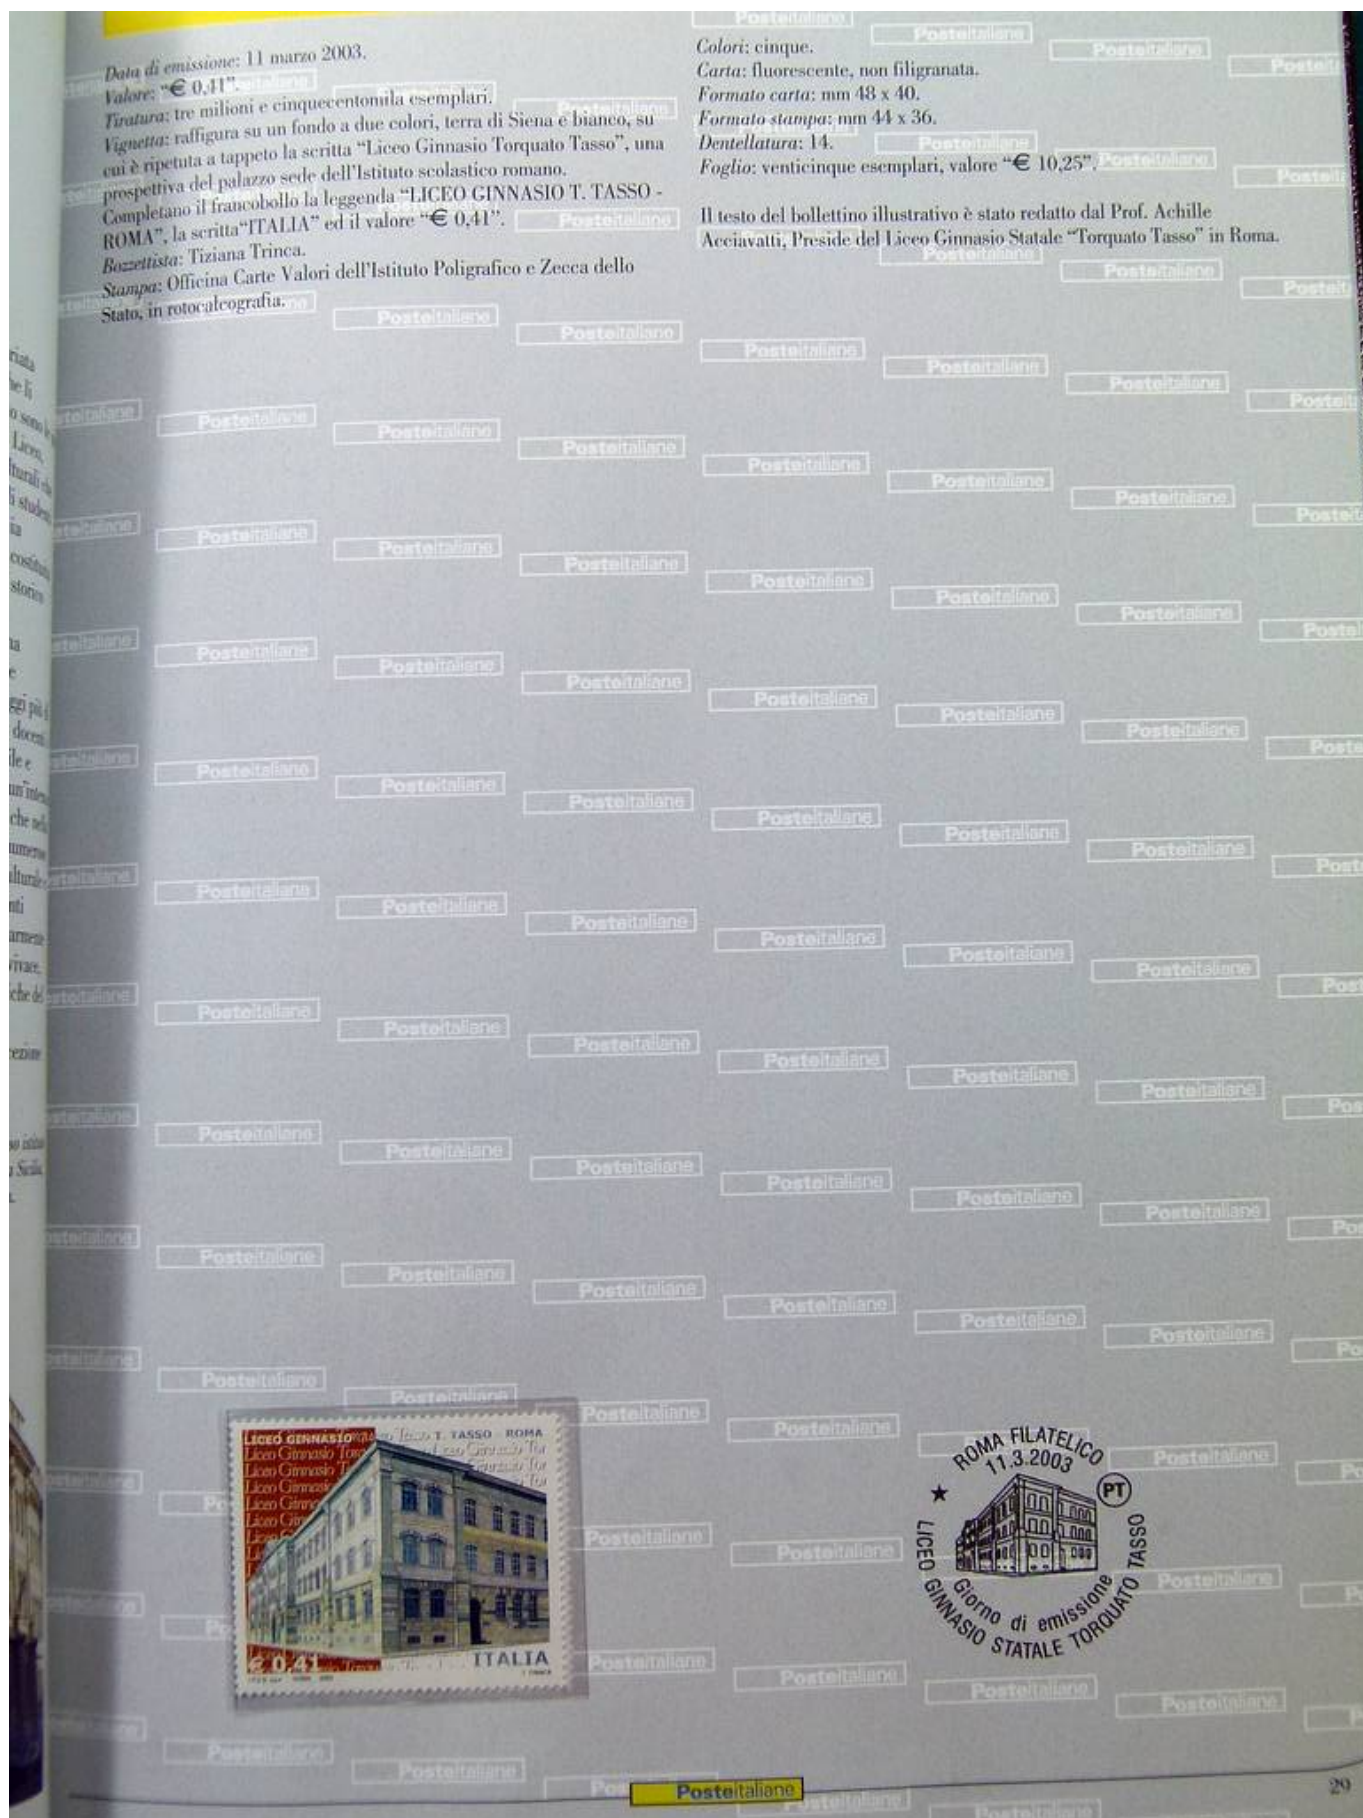 Data di emissione: 11 marzo 2003.
Valore: “€ 0,41”.
Tiratura: tre milioni e cinquecentomila esemplari.
Vignetta: raffigura su un fondo a due colori, terra di Siena e bianco, su
cui è ripetuta a tappeto la scritta “Liceo Ginnasio Torquato Tasso”, una
prospettiva del palazzo sede dell’Istituto scolastico romano.
Completano il francobollo la leggenda “LICEO GINNASIO T. TASSO -
ROMA”, la scritta“ITALIA” ed il valore “€ 0,41”.
Bozzettista: Tiziana Trinca.
Stampa: Officina Carte Valori dell’Istituto Poligrafico e Zecca dello
Stato, in rotocalcografia.
Colori: cinque.
Carta: fluorescente, non filigranata.
Formato carta: mm 48 x 40.
Formato stampa: mm 44 x 36.
Dentellatura: 14.
Foglio: venticinque esemplari, valore “€ 10,25”.
Il testo del bollettino illustrativo è stato redatto dal Prof. Achille
Acciavatti, Preside del Liceo Ginnasio Statale “Torquato Tasso” in Roma.
LICEO GINNASIO T. TASSO ROMA
€ 0,41
ITALIA
ROMA FILATELICO
11.3.2003
PT
Giorno di emissione
LICEO GINNASIO STATALE TORQUATO TASSO
Posteitaliane
29